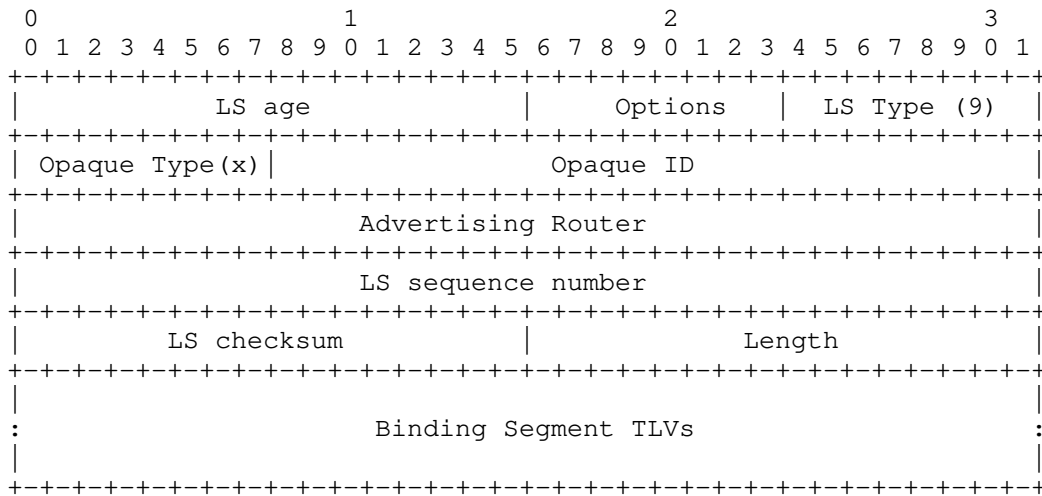 0                   1                   2                   3
0 1 2 3 4 5 6 7 8 9 0 1 2 3 4 5 6 7 8 9 0 1 2 3 4 5 6 7 8 9 0 1
+-+-+-+-+-+-+-+-+-+-+-+-+-+-+-+-+-+-+-+-+-+-+-+-+-+-+-+-+-+-+-+-+
|            LS age             |     Options   |  LS Type (9)  |
+-+-+-+-+-+-+-+-+-+-+-+-+-+-+-+-+-+-+-+-+-+-+-+-+-+-+-+-+-+-+-+-+
| Opaque Type(x)|                 Opaque ID                     |
+-+-+-+-+-+-+-+-+-+-+-+-+-+-+-+-+-+-+-+-+-+-+-+-+-+-+-+-+-+-+-+-+
|                     Advertising Router                        |
+-+-+-+-+-+-+-+-+-+-+-+-+-+-+-+-+-+-+-+-+-+-+-+-+-+-+-+-+-+-+-+-+
|                     LS sequence number                        |
+-+-+-+-+-+-+-+-+-+-+-+-+-+-+-+-+-+-+-+-+-+-+-+-+-+-+-+-+-+-+-+-+
|         LS checksum           |             Length            |
+-+-+-+-+-+-+-+-+-+-+-+-+-+-+-+-+-+-+-+-+-+-+-+-+-+-+-+-+-+-+-+-+
|                                                               |
:                      Binding Segment TLVs                     :
|                                                               |
+-+-+-+-+-+-+-+-+-+-+-+-+-+-+-+-+-+-+-+-+-+-+-+-+-+-+-+-+-+-+-+-+